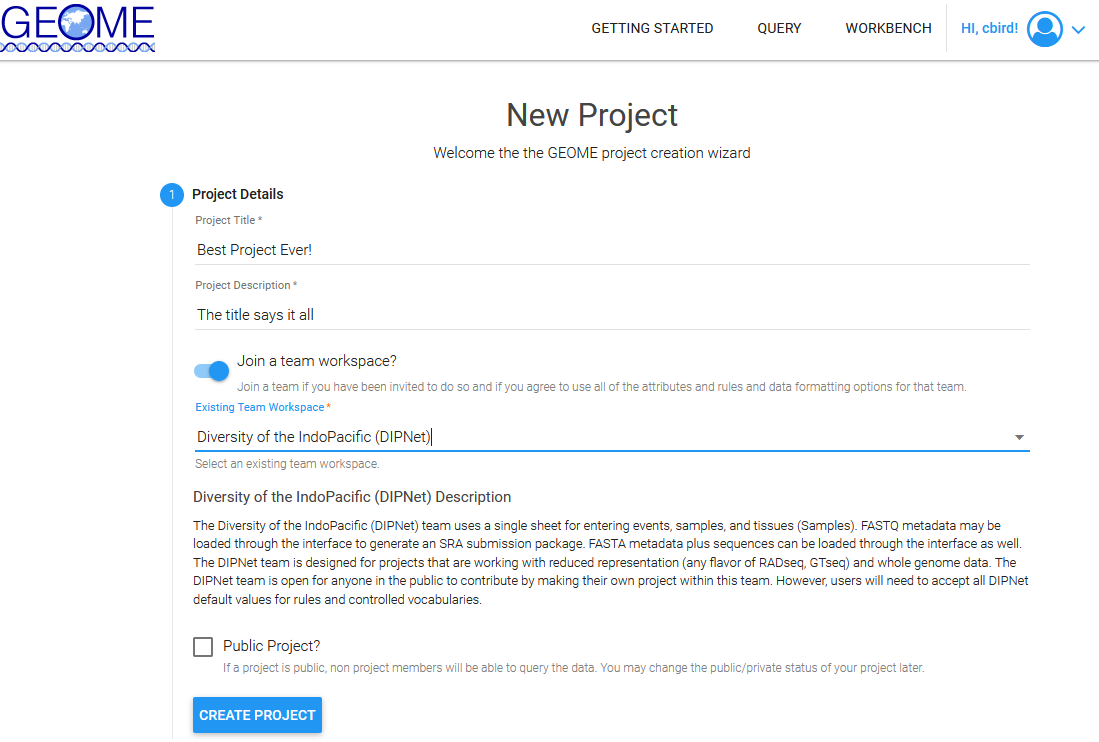 GEOME
GETTING STARTED
QUERY
WORKBENCH
HI, cbird!
New Project
Welcome the the GEOME project creation wizard
1 Project Details
Project Title *
Best Project Ever!
Project Description *
The title says it all
Join a team workspace?
Join a team if you have been invited to do so and if you agree to use all of the attributes and rules and data formatting options for that team.
Existing Team Workspace *
Diversity of the IndoPacific (DIPNet)
Select an existing team workspace.
Diversity of the IndoPacific (DIPNet) Description
The Diversity of the IndoPacific (DIPNet) team uses a single sheet for entering events, samples, and tissues (Samples). FASTQ metadata may be
loaded through the interface to generate an SRA submission package. FASTA metadata plus sequences can be loaded through the interface as well.
The DIPNet team is designed for projects that are working with reduced representation (any flavor of RADseq, GTseq) and whole genome data. The
DIPNet team is open for anyone in the public to contribute by making their own project within this team. However, users will need to accept all DIPNet
default values for rules and controlled vocabularies.
Public Project?
If a project is public, non project members will be able to query the data. You may change the public/private status of your project later.
CREATE PROJECT